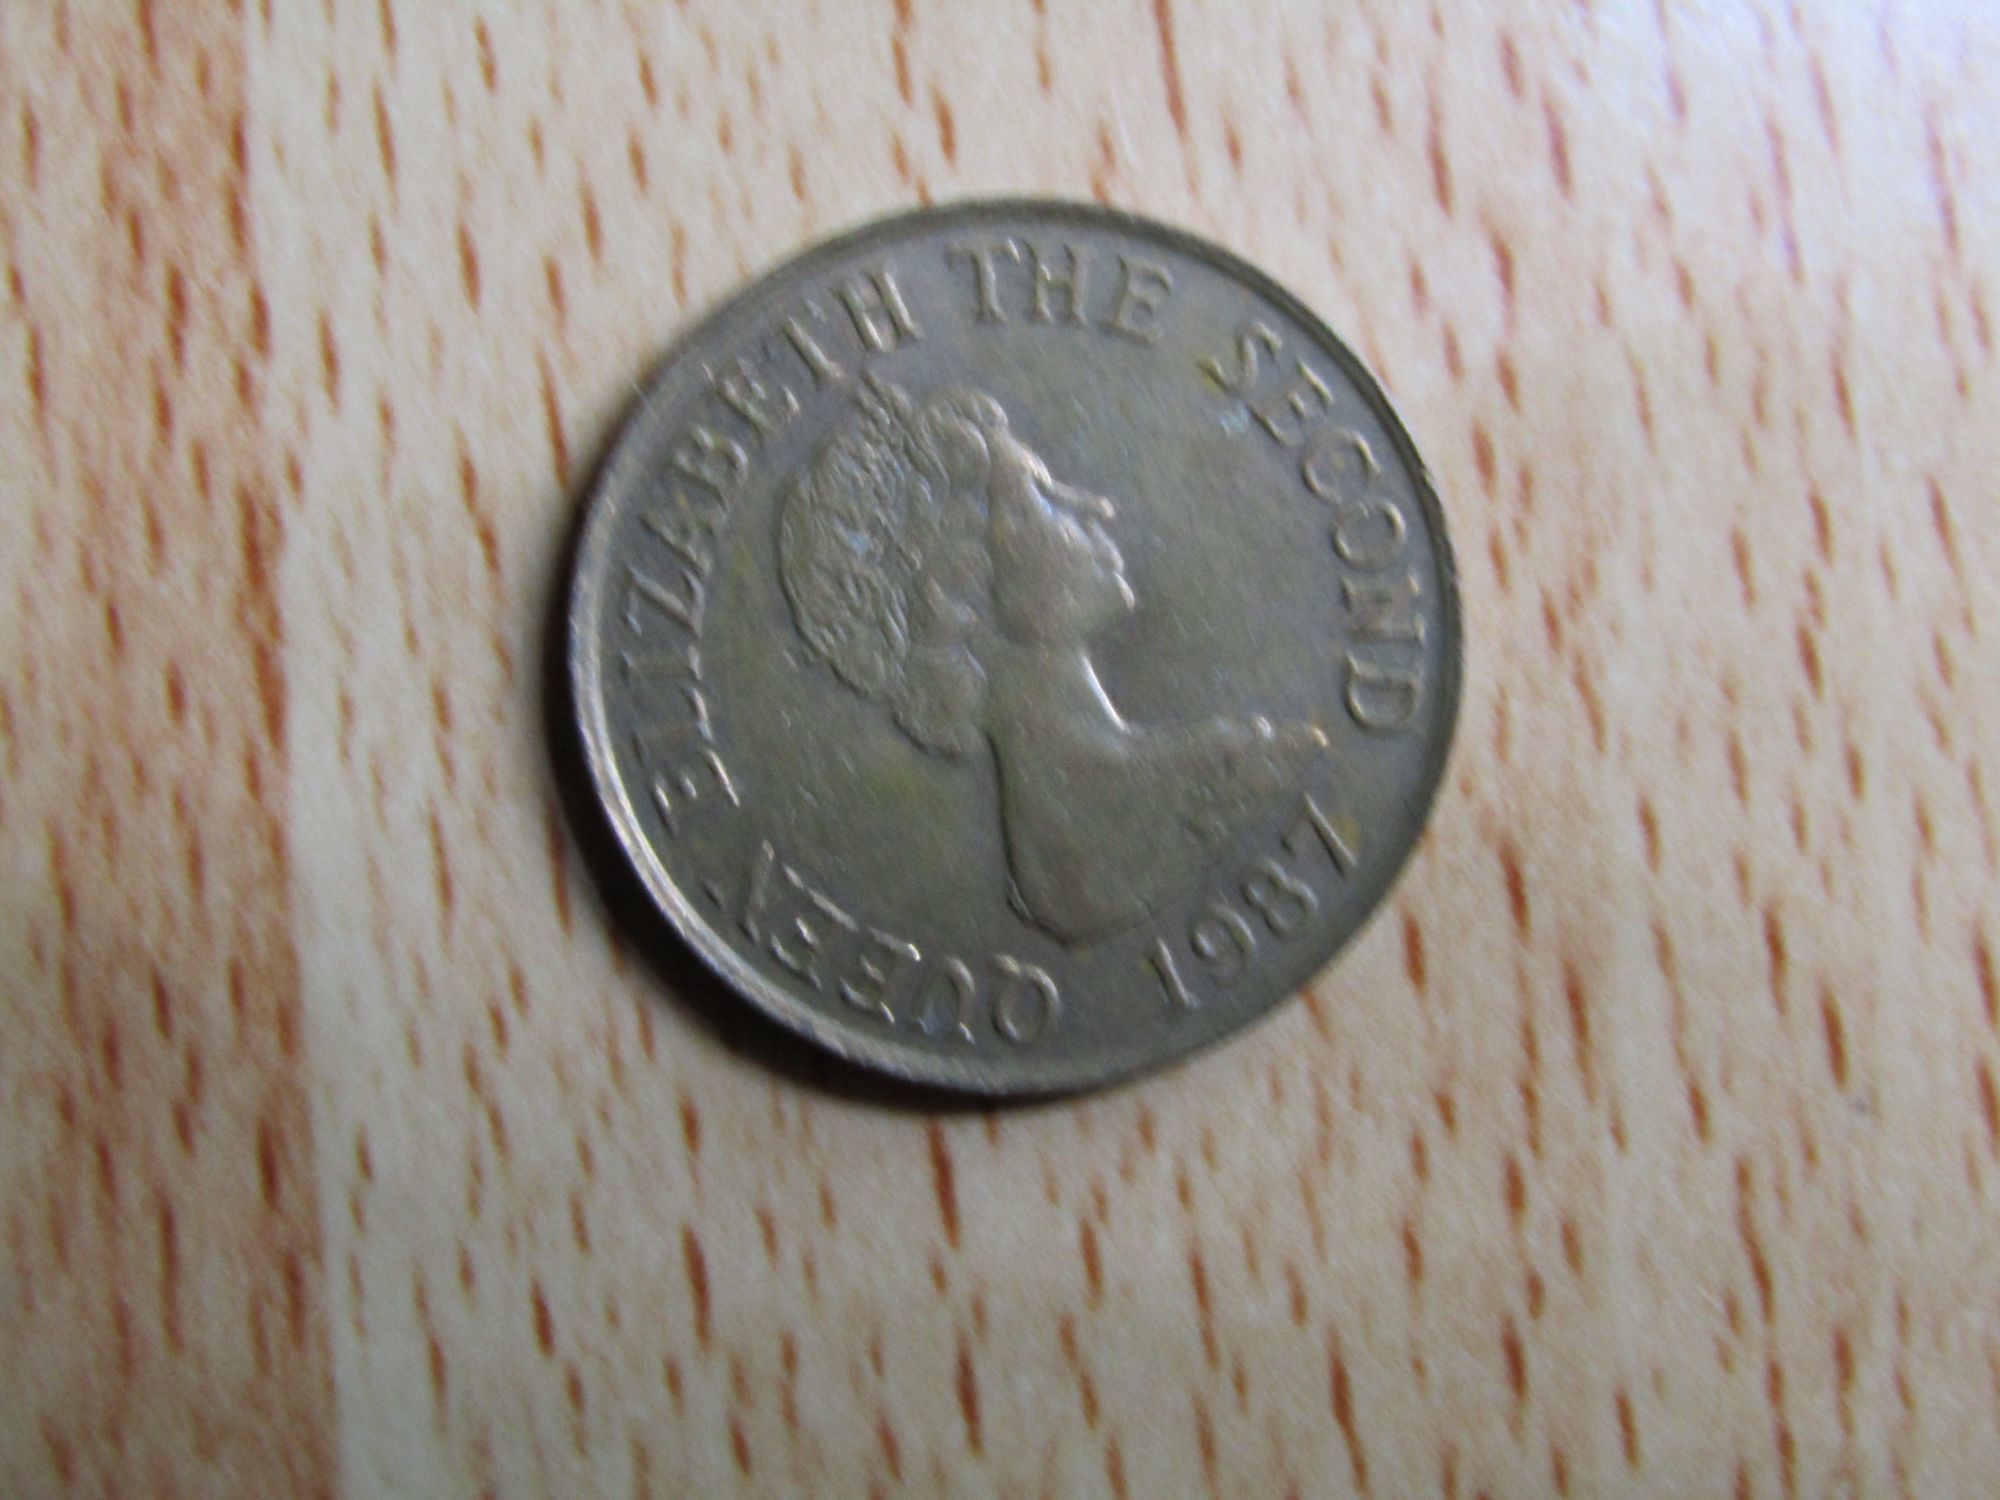 QUEEN ELIZABETH THE SECOND
1987